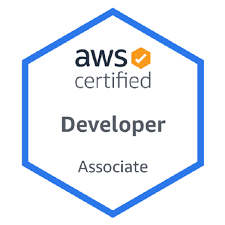 aws
certified
Developer
Associate